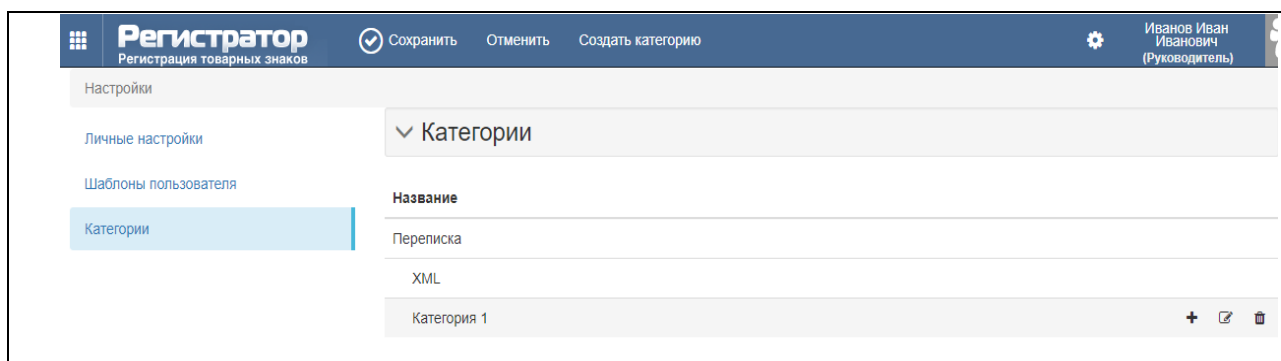 Регистратор
Регистрация товарных знаков
Сохранить Отменить Создать категорию
Иванов Иван
Иванович
(Руководитель)
Настройки
Личные настройки
Шаблоны пользователя
Категории
Категории
Название
Переписка
XML
Категория 1